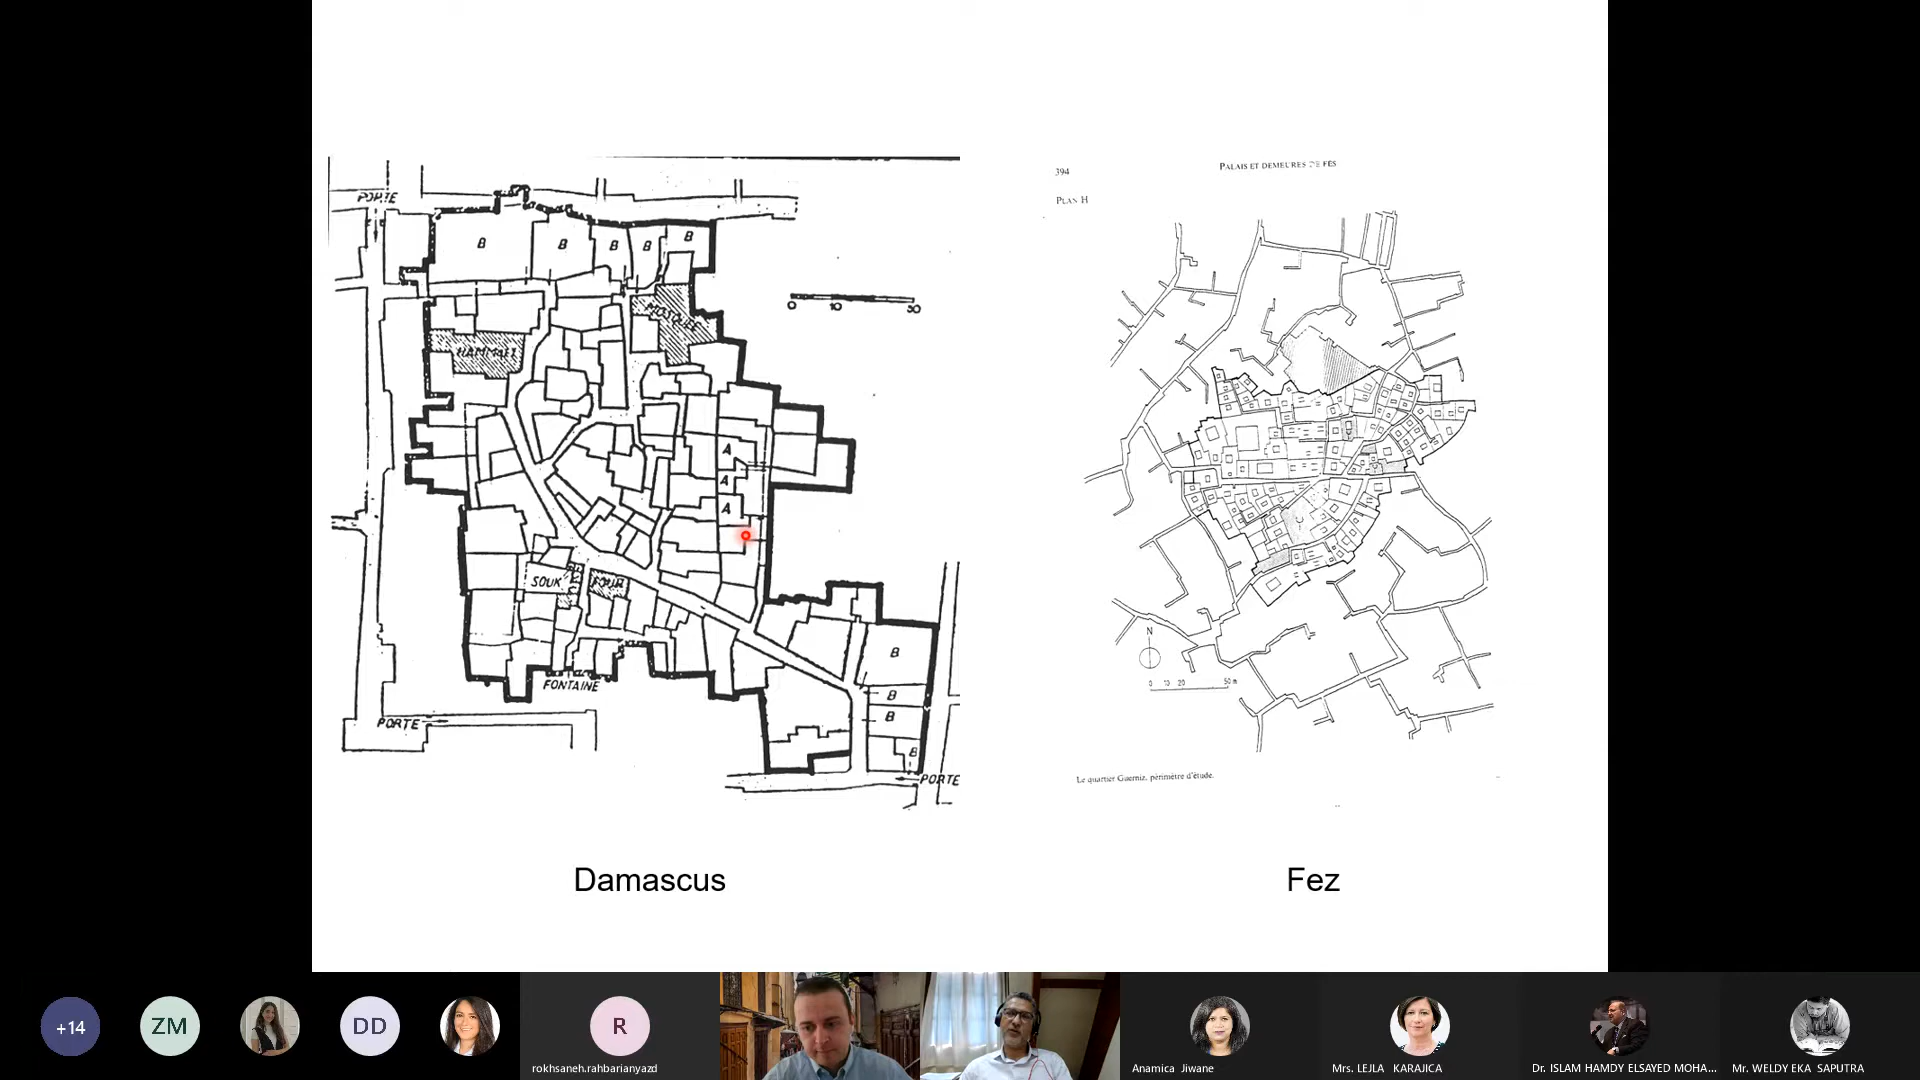 PORTE
B
B
B
B
B
MOSQUEE
0 10 30
HAMMAM
A
A
A
SOUK
FOUR
FONTAINE
PORTE
B
B
B
B
PORTE
394
PALAIS ET DEMEURES DE FÈS
PLAN H
N
0 10 20 50 m
Le quartier Guerniz, périmètre d'étude.
Damascus
Fez
+14
ZM
DD
R
rokhsaneh.rahbarianyazd
Anamica Jiwane
Mrs. LEJLA KARAJICA
Dr. ISLAM HAMDY ELSAYED MOHA...
Mr. WELDY EKA SAPUTRA